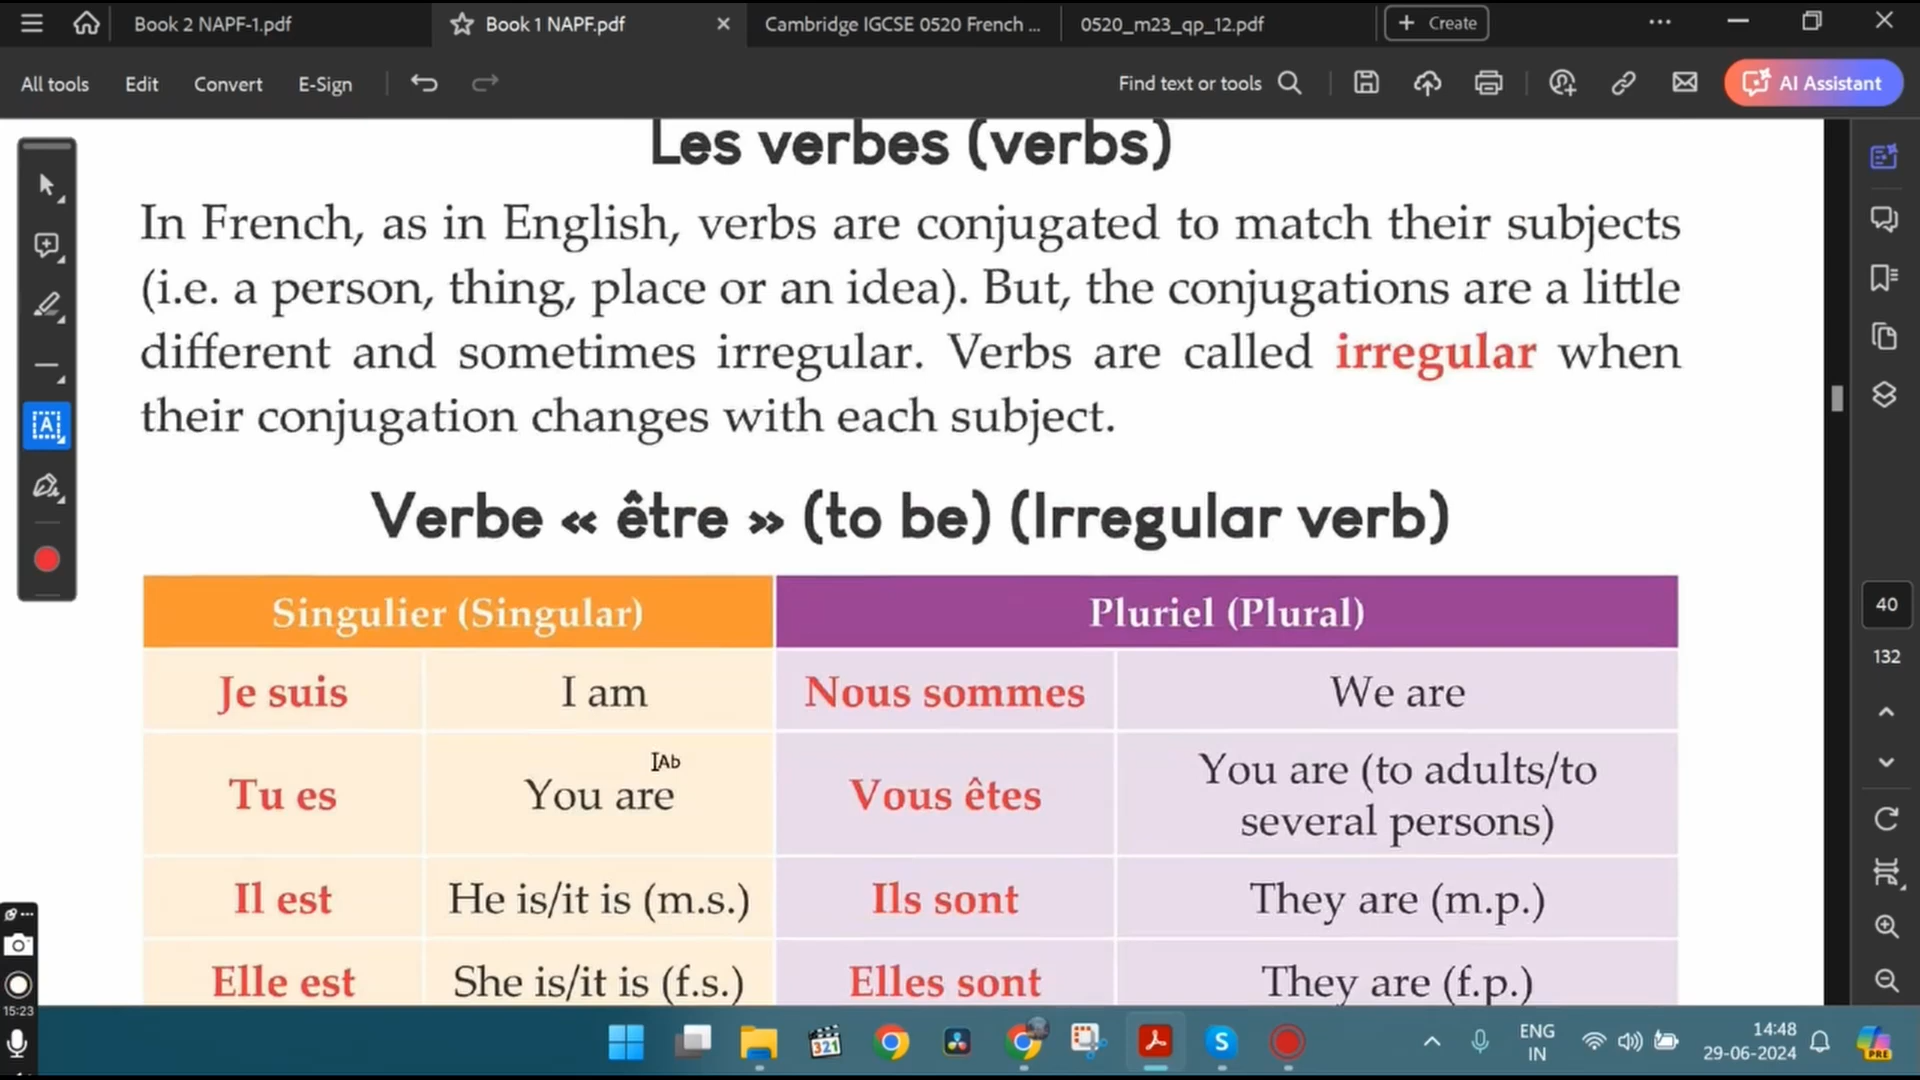 Book 2 NAPF-1.pdf
Book 1 NAPF.pdf
Cambridge IGCSE 0520 French ...
0520_m23_qp_12.pdf
Create
All tools
Edit
Convert
E-Sign
Find text or tools
AI Assistant
Les verbes (verbs)
In French, as in English, verbs are conjugated to match their subjects
(i.e. a person, thing, place or an idea). But, the conjugations are a little
different and sometimes irregular. Verbs are called irregular when
their conjugation changes with each subject.
Verbe « être » (to be) (Irregular verb)
Singulier (Singular)
Pluriel (Plural)
Je suis
I am
Nous sommes
We are
Tu es
You are
Vous êtes
You are (to adults/to
several persons)
Il est
He is/it is (m.s.)
Ils sont
They are (m.p.)
Elle est
She is/it is (f.s.)
Elles sont
They are (f.p.)
Ab
A
40
132
15:23
321
S
ENG
IN
14:48
29-06-2024
PRE